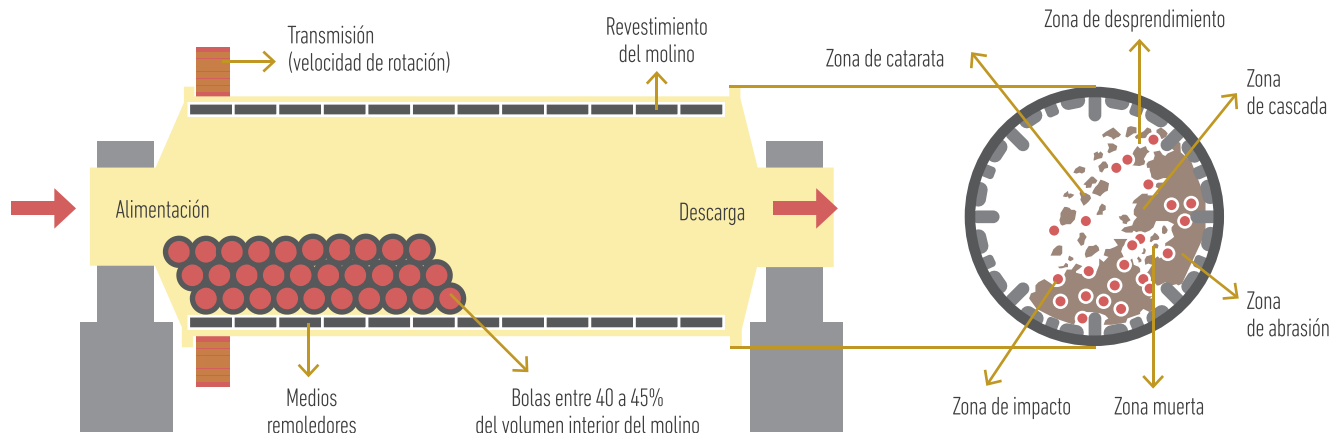 Transmisión
(velocidad de rotación)
Revestimiento
del molino
Zona de catarata
Zona de desprendimiento
Zona
de cascada
Alimentación
Descarga
Zona
de abrasión
Medios
remoledores
Bolas entre 40 a 45%
del volumen interior del molino
Zona de impacto
Zona muerta